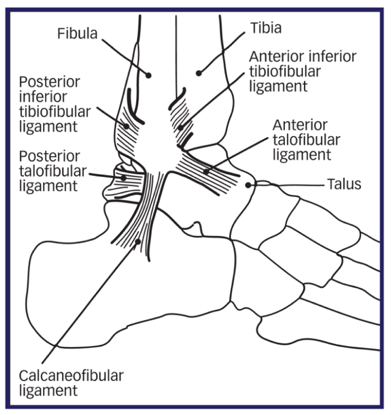 Fibula
Tibia
Anterior inferior
tibiofibular
ligament
Posterior
inferior
tibiofibular
ligament
Anterior
talofibular
ligament
Posterior
talofibular
ligament
Talus
Calcaneofibular
ligament